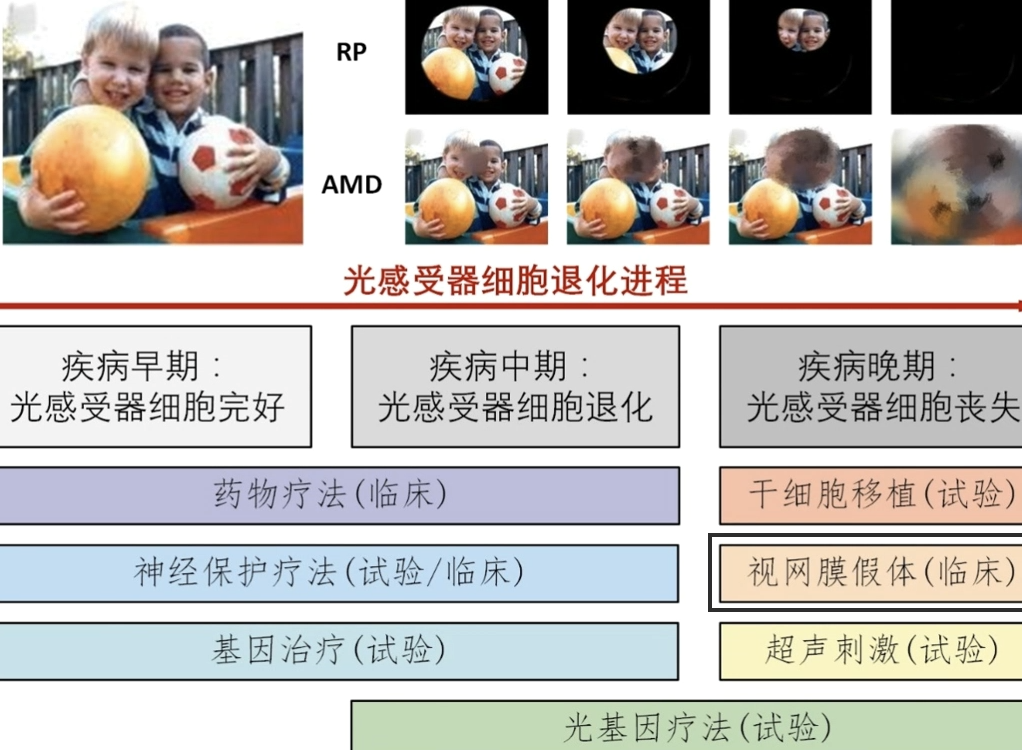 RP
AMD
光感受器细胞退化进程
疾病早期：
光感受器细胞完好
疾病中期：
光感受器细胞退化
疾病晚期：
光感受器细胞丧失
药物疗法(临床)
干细胞移植(试验)
神经保护疗法(试验/临床)
视网膜假体(临床)
基因治疗(试验)
超声刺激(试验)
光基因疗法(试验)